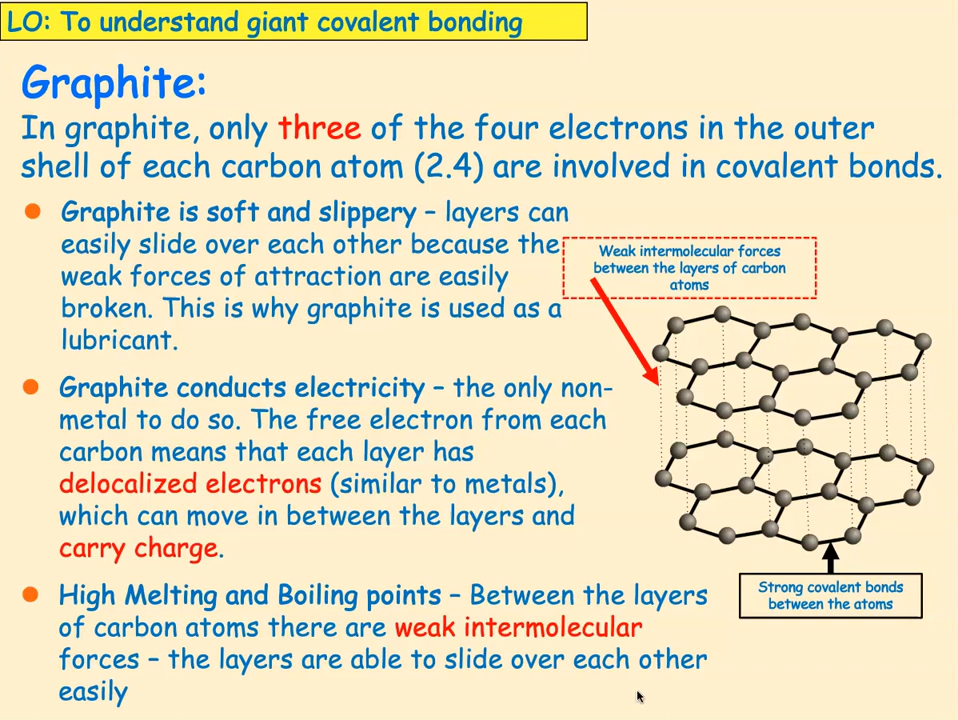 LO: To understand giant covalent bonding
Graphite:
In graphite, only three of the four electrons in the outer
shell of each carbon atom (2.4) are involved in covalent bonds.
Graphite is soft and slippery – layers can
easily slide over each other because the
weak forces of attraction are easily
broken. This is why graphite is used as a
lubricant.
Weak intermolecular forces
between the layers of carbon
atoms
Graphite conducts electricity – the only non-
metal to do so. The free electron from each
carbon means that each layer has
delocalized electrons (similar to metals),
which can move in between the layers and
carry charge.
Strong covalent bonds
between the atoms
High Melting and Boiling points – Between the layers
of carbon atoms there are weak intermolecular
forces – the layers are able to slide over each other
easily